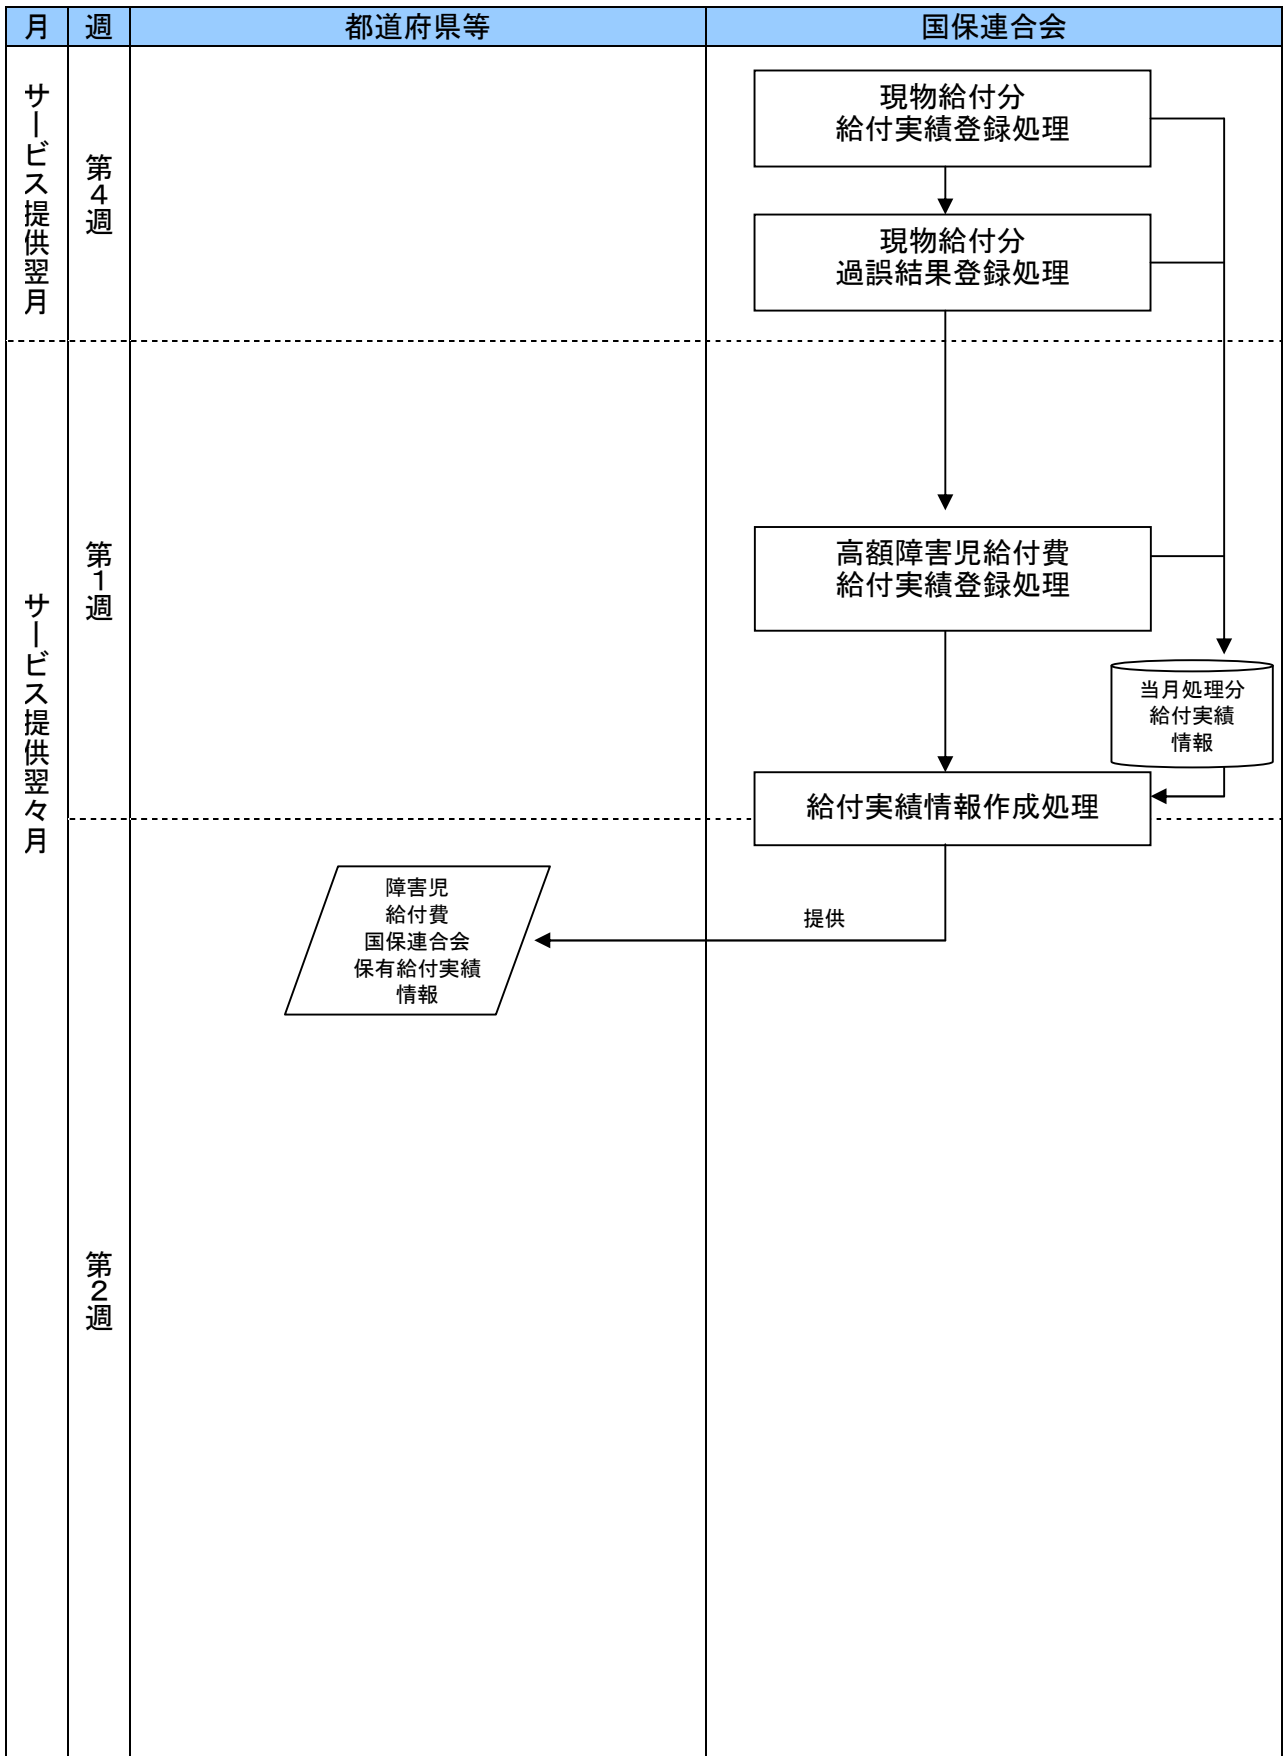 月 週 都道府県等 国保連合会
サービス提供翌月
第4週
現物給付分
給付実績登録処理
現物給付分
過誤結果登録処理
サービス提供翌々月
第1週
高額障害児給付費
給付実績登録処理
当月処理分
給付実績
情報
給付実績情報作成処理
第2週
障害児
給付費
国保連合会
保有給付実績
情報
提供